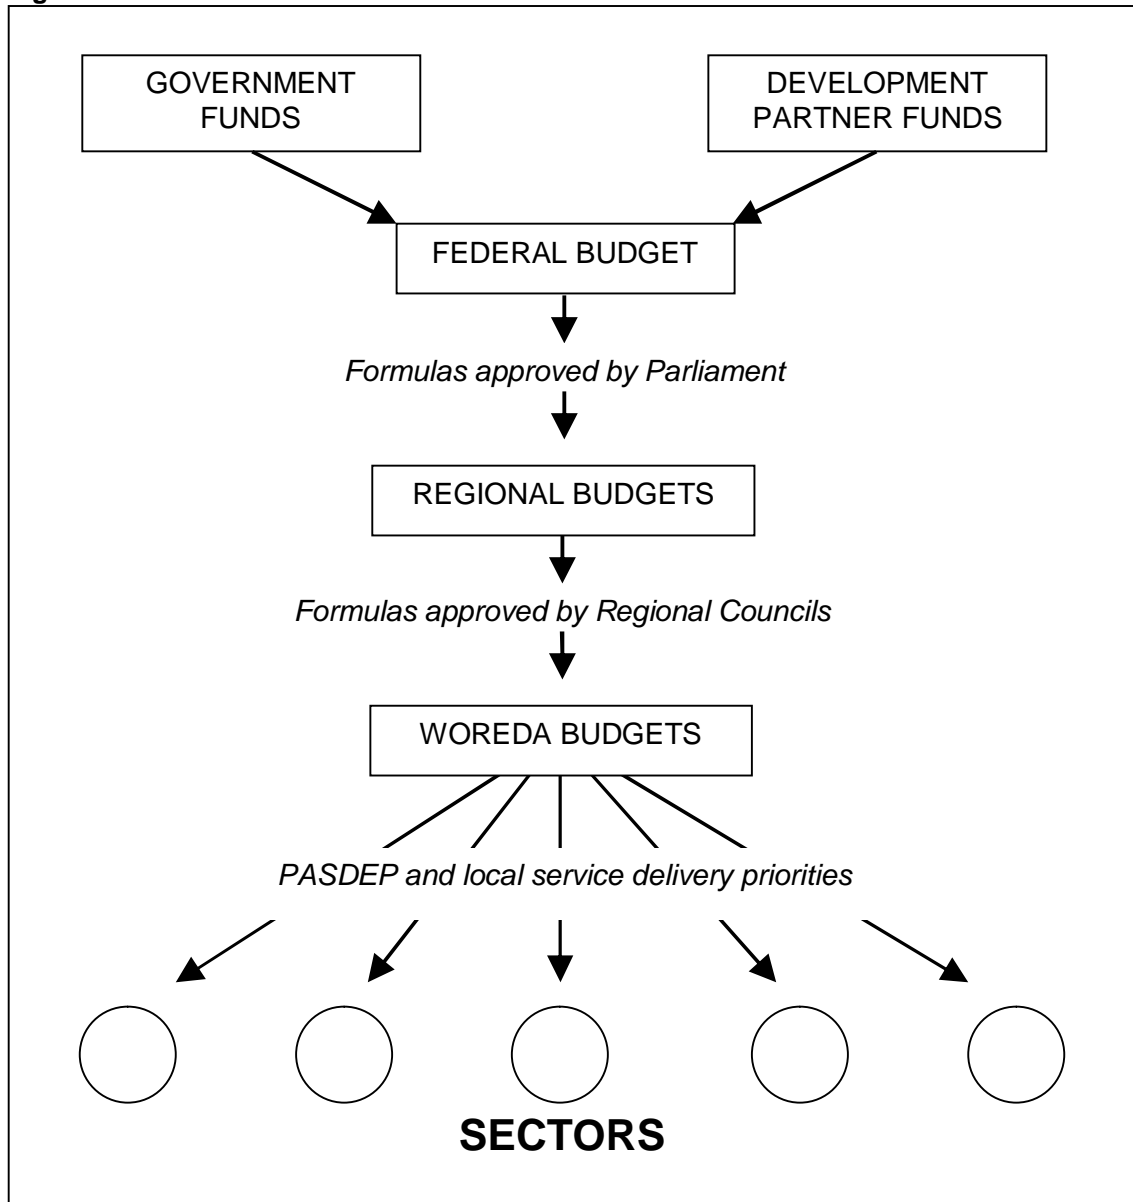 GOVERNMENT
FUNDS
DEVELOPMENT
PARTNER FUNDS
FEDERAL BUDGET
Formulas approved by Parliament
REGIONAL BUDGETS
Formulas approved by Regional Councils
WOREDA BUDGETS
PASDEP and local service delivery priorities
SECTORS